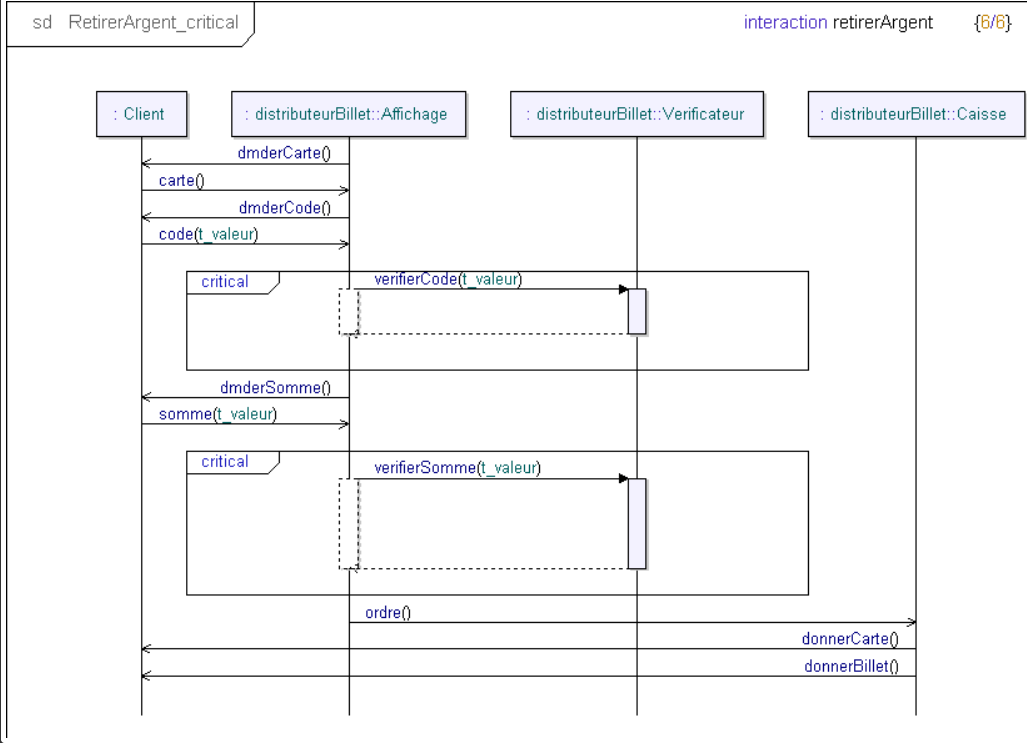 sd RetirerArgent_critical
interaction retirerArgent {6/6}
: Client
: distributeurBillet::Affichage
: distributeurBillet::Verificateur
: distributeurBillet::Caisse
dmderCarte()
carte()
dmderCode()
code(t_valeur)
critical
verifierCode(t_valeur)
dmderSomme()
somme(t_valeur)
critical
verifierSomme(t_valeur)
ordre()
donnerCarte()
donnerBillet()